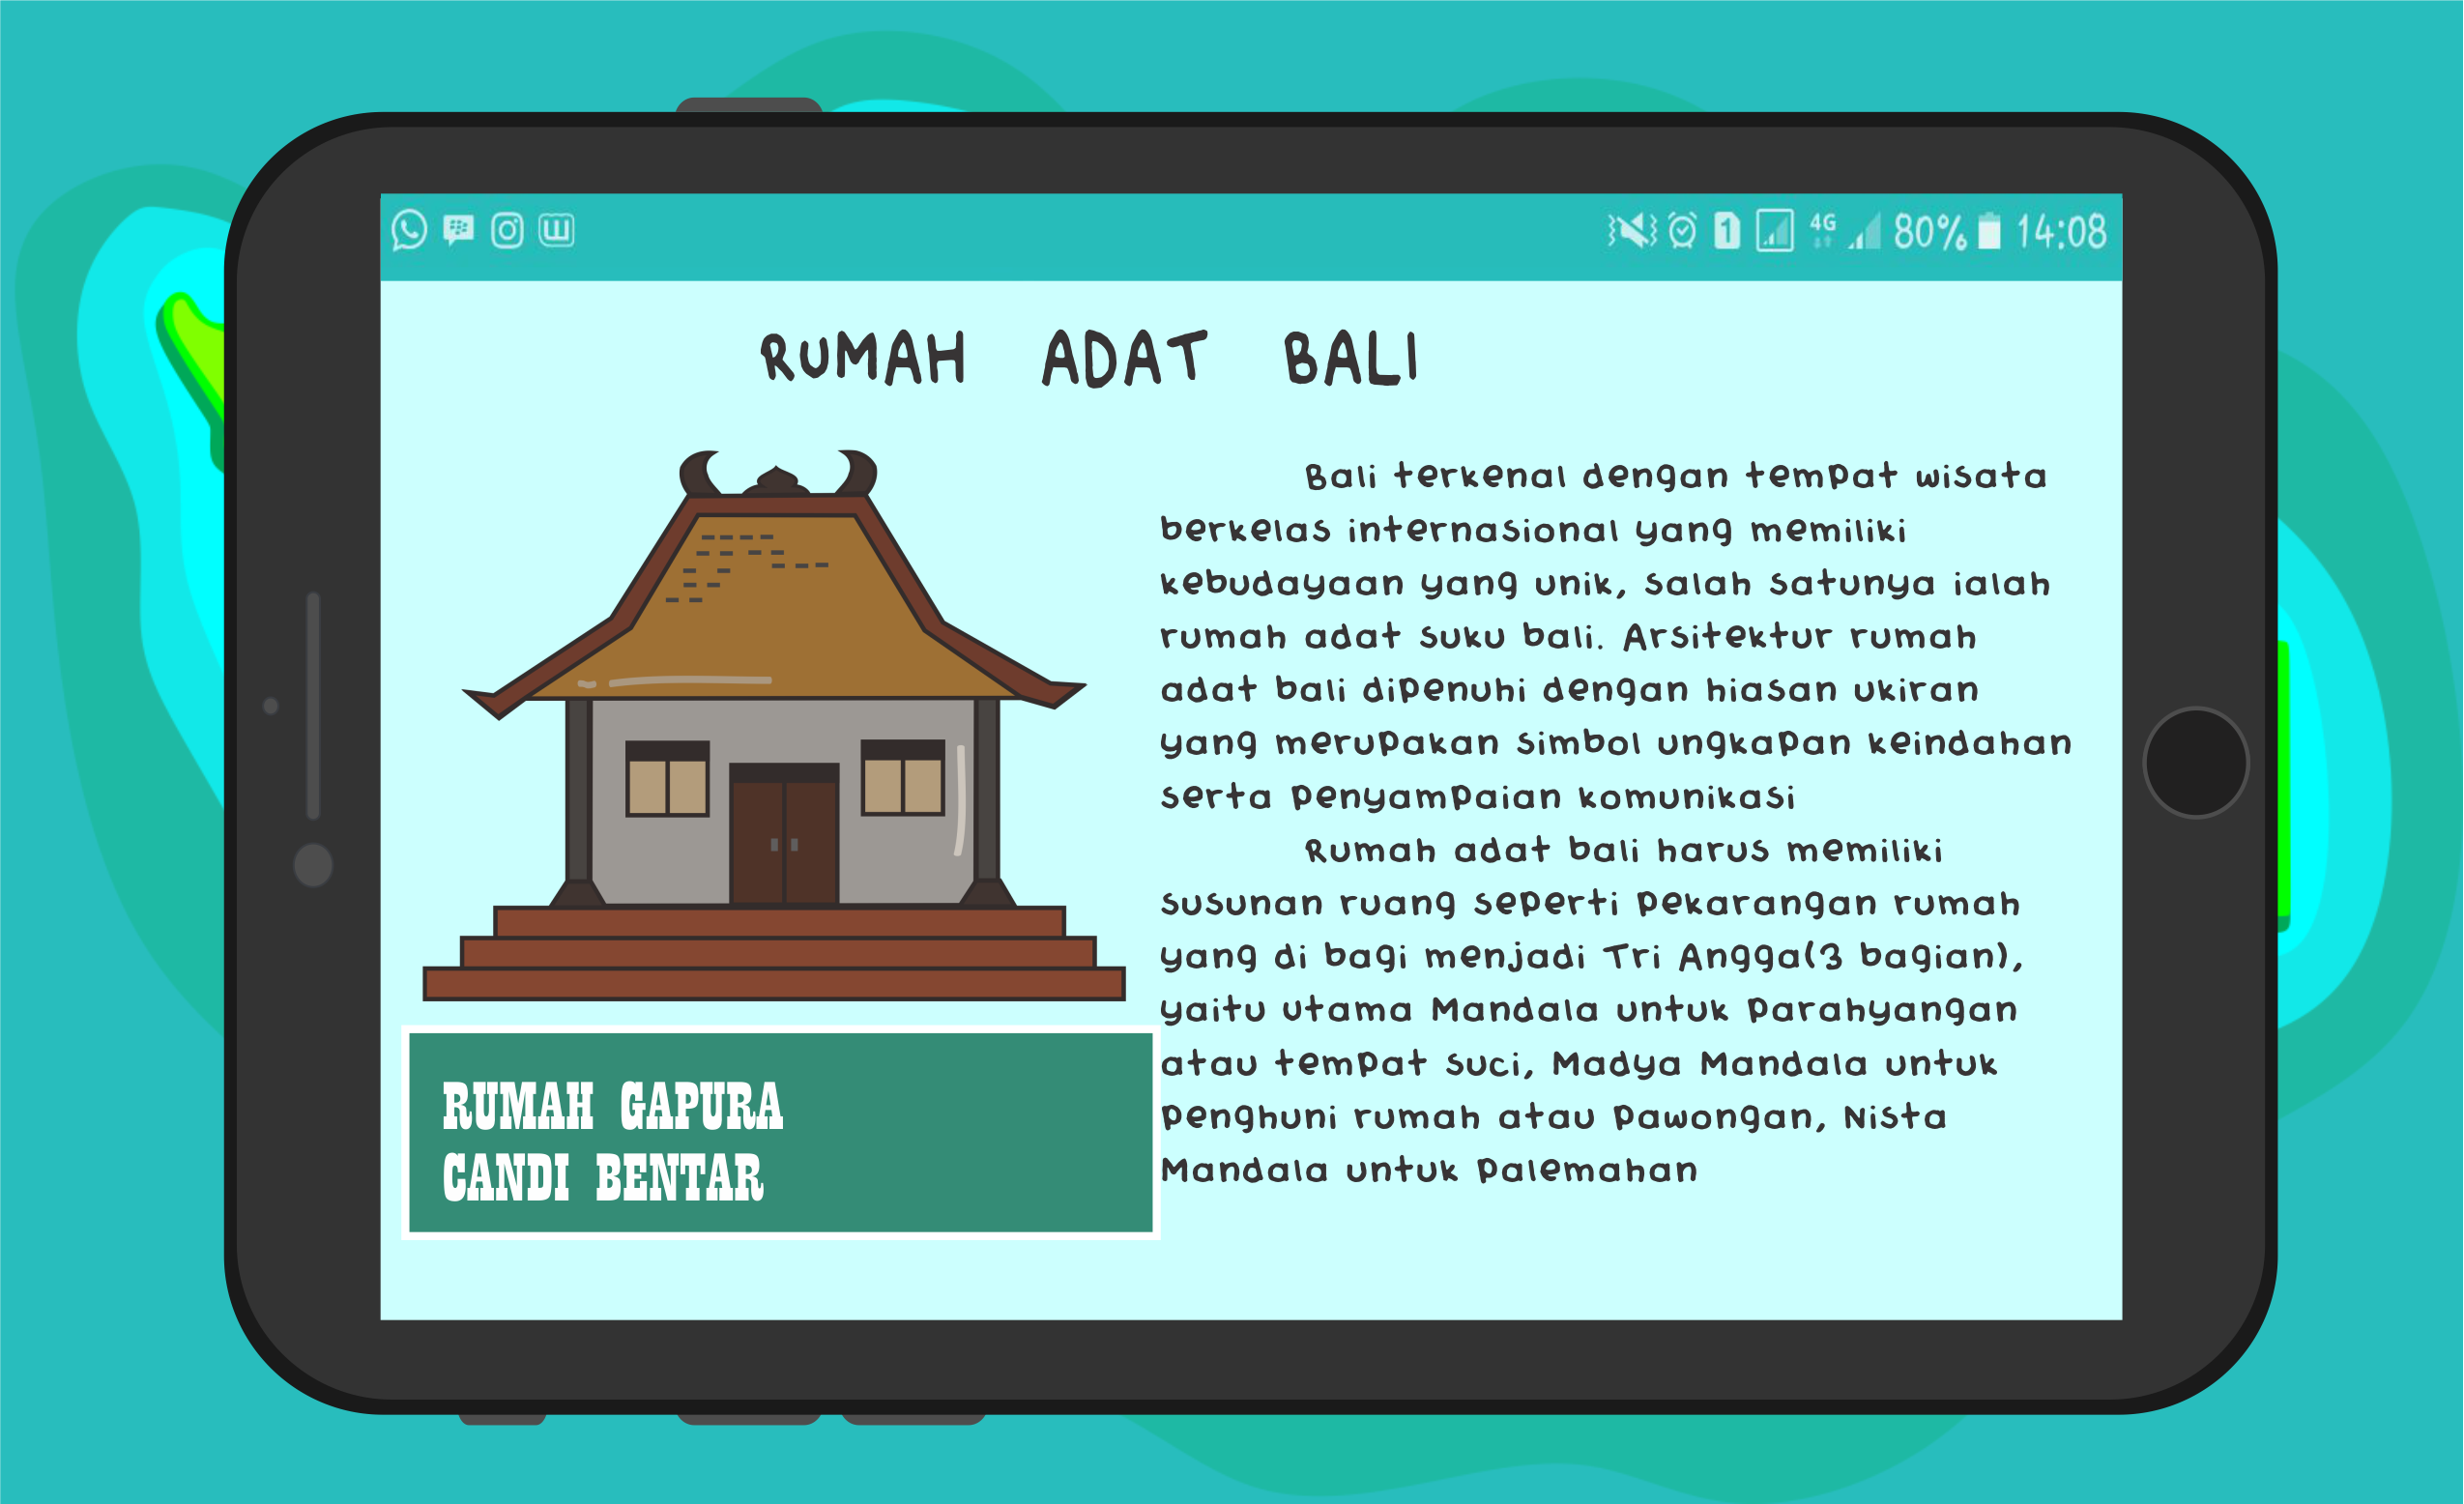 4G 80% 14:08
1
RUMAH ADAT BALI
Bali terkenal dengan tempat wisata
berkelas internasional yang memiliki
kebudayaan yang unik, salah satunya ialah
rumah adat suku bali. Arsitektur rumah
adat bali dipenuhi dengan hiasan ukiran
yang merupakan simbol ungkapan keindahan
serta penyampaian komunikasi
Rumah adat bali harus memiliki
susunan ruang seperti pekarangan rumah
yang di bagi menjadi Tri Angga(3 bagian),
yaitu utama Mandala untuk parahyangan
atau tempat suci, Madya Mandala untuk
penghuni rumah atau pawongan, Nista
Mandala untuk palemahan
RUMAH GAPURA
CANDI BENTAR